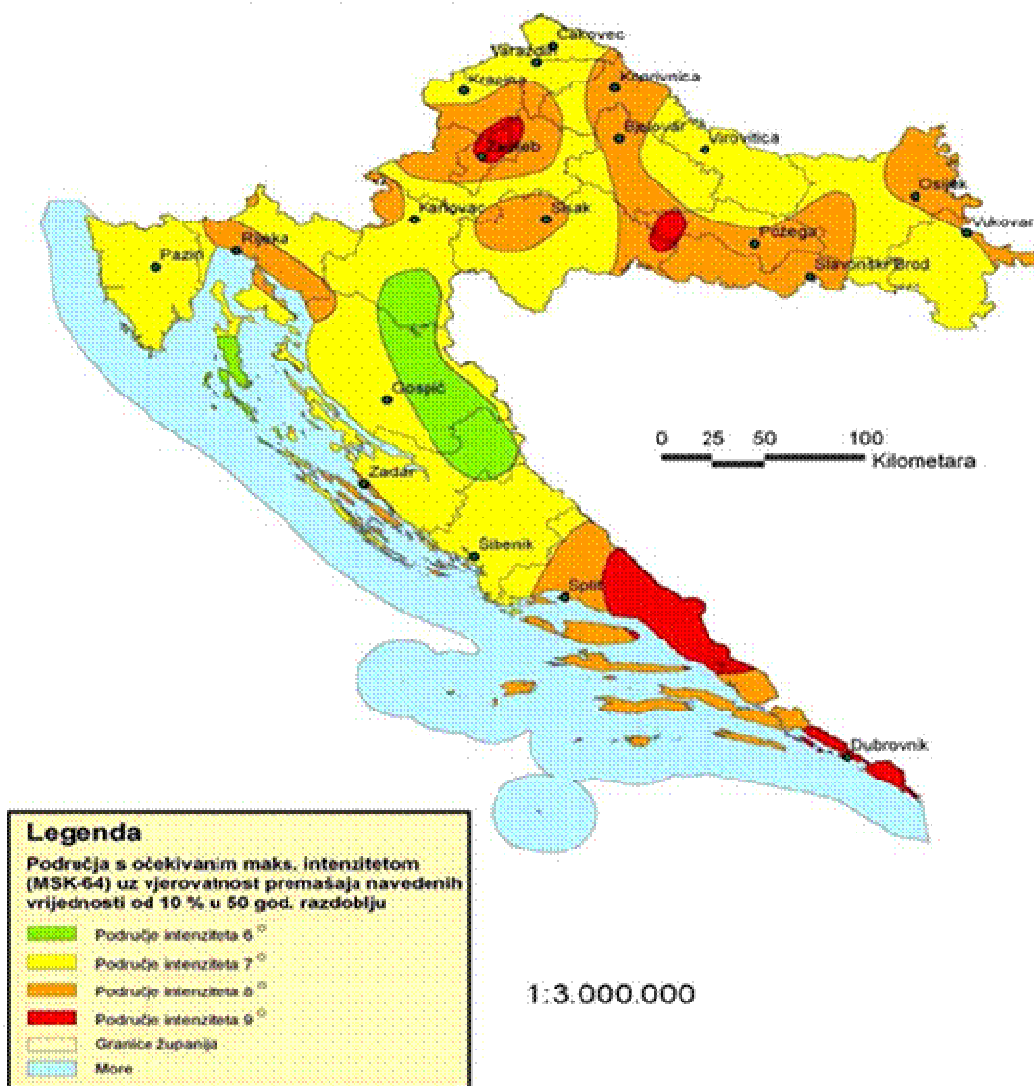 Čakovec
Varaždin
Krapina
Koprivnica
Bjelovar
Virovitica
Zagreb
Osijek
Karlovac
Sisak
Vukovar
Požega
Rijeka
Pazin
Slavonski Brod
Gospić
0 25 50 100
Kilometara
Zadar
Šibenik
Split
Dubrovnik
Legenda
Područja s očekivanim maks. intenzitetom
(MSK-64) uz vjerovatnost premašaja navedenih
vrijednosti od 10 % u 50 god. razdoblju
Područje intenziteta 6 °
Područje intenziteta 7 °
Područje intenziteta 8 °
Područje intenziteta 9 °
Granice županija
More
1:3.000.000